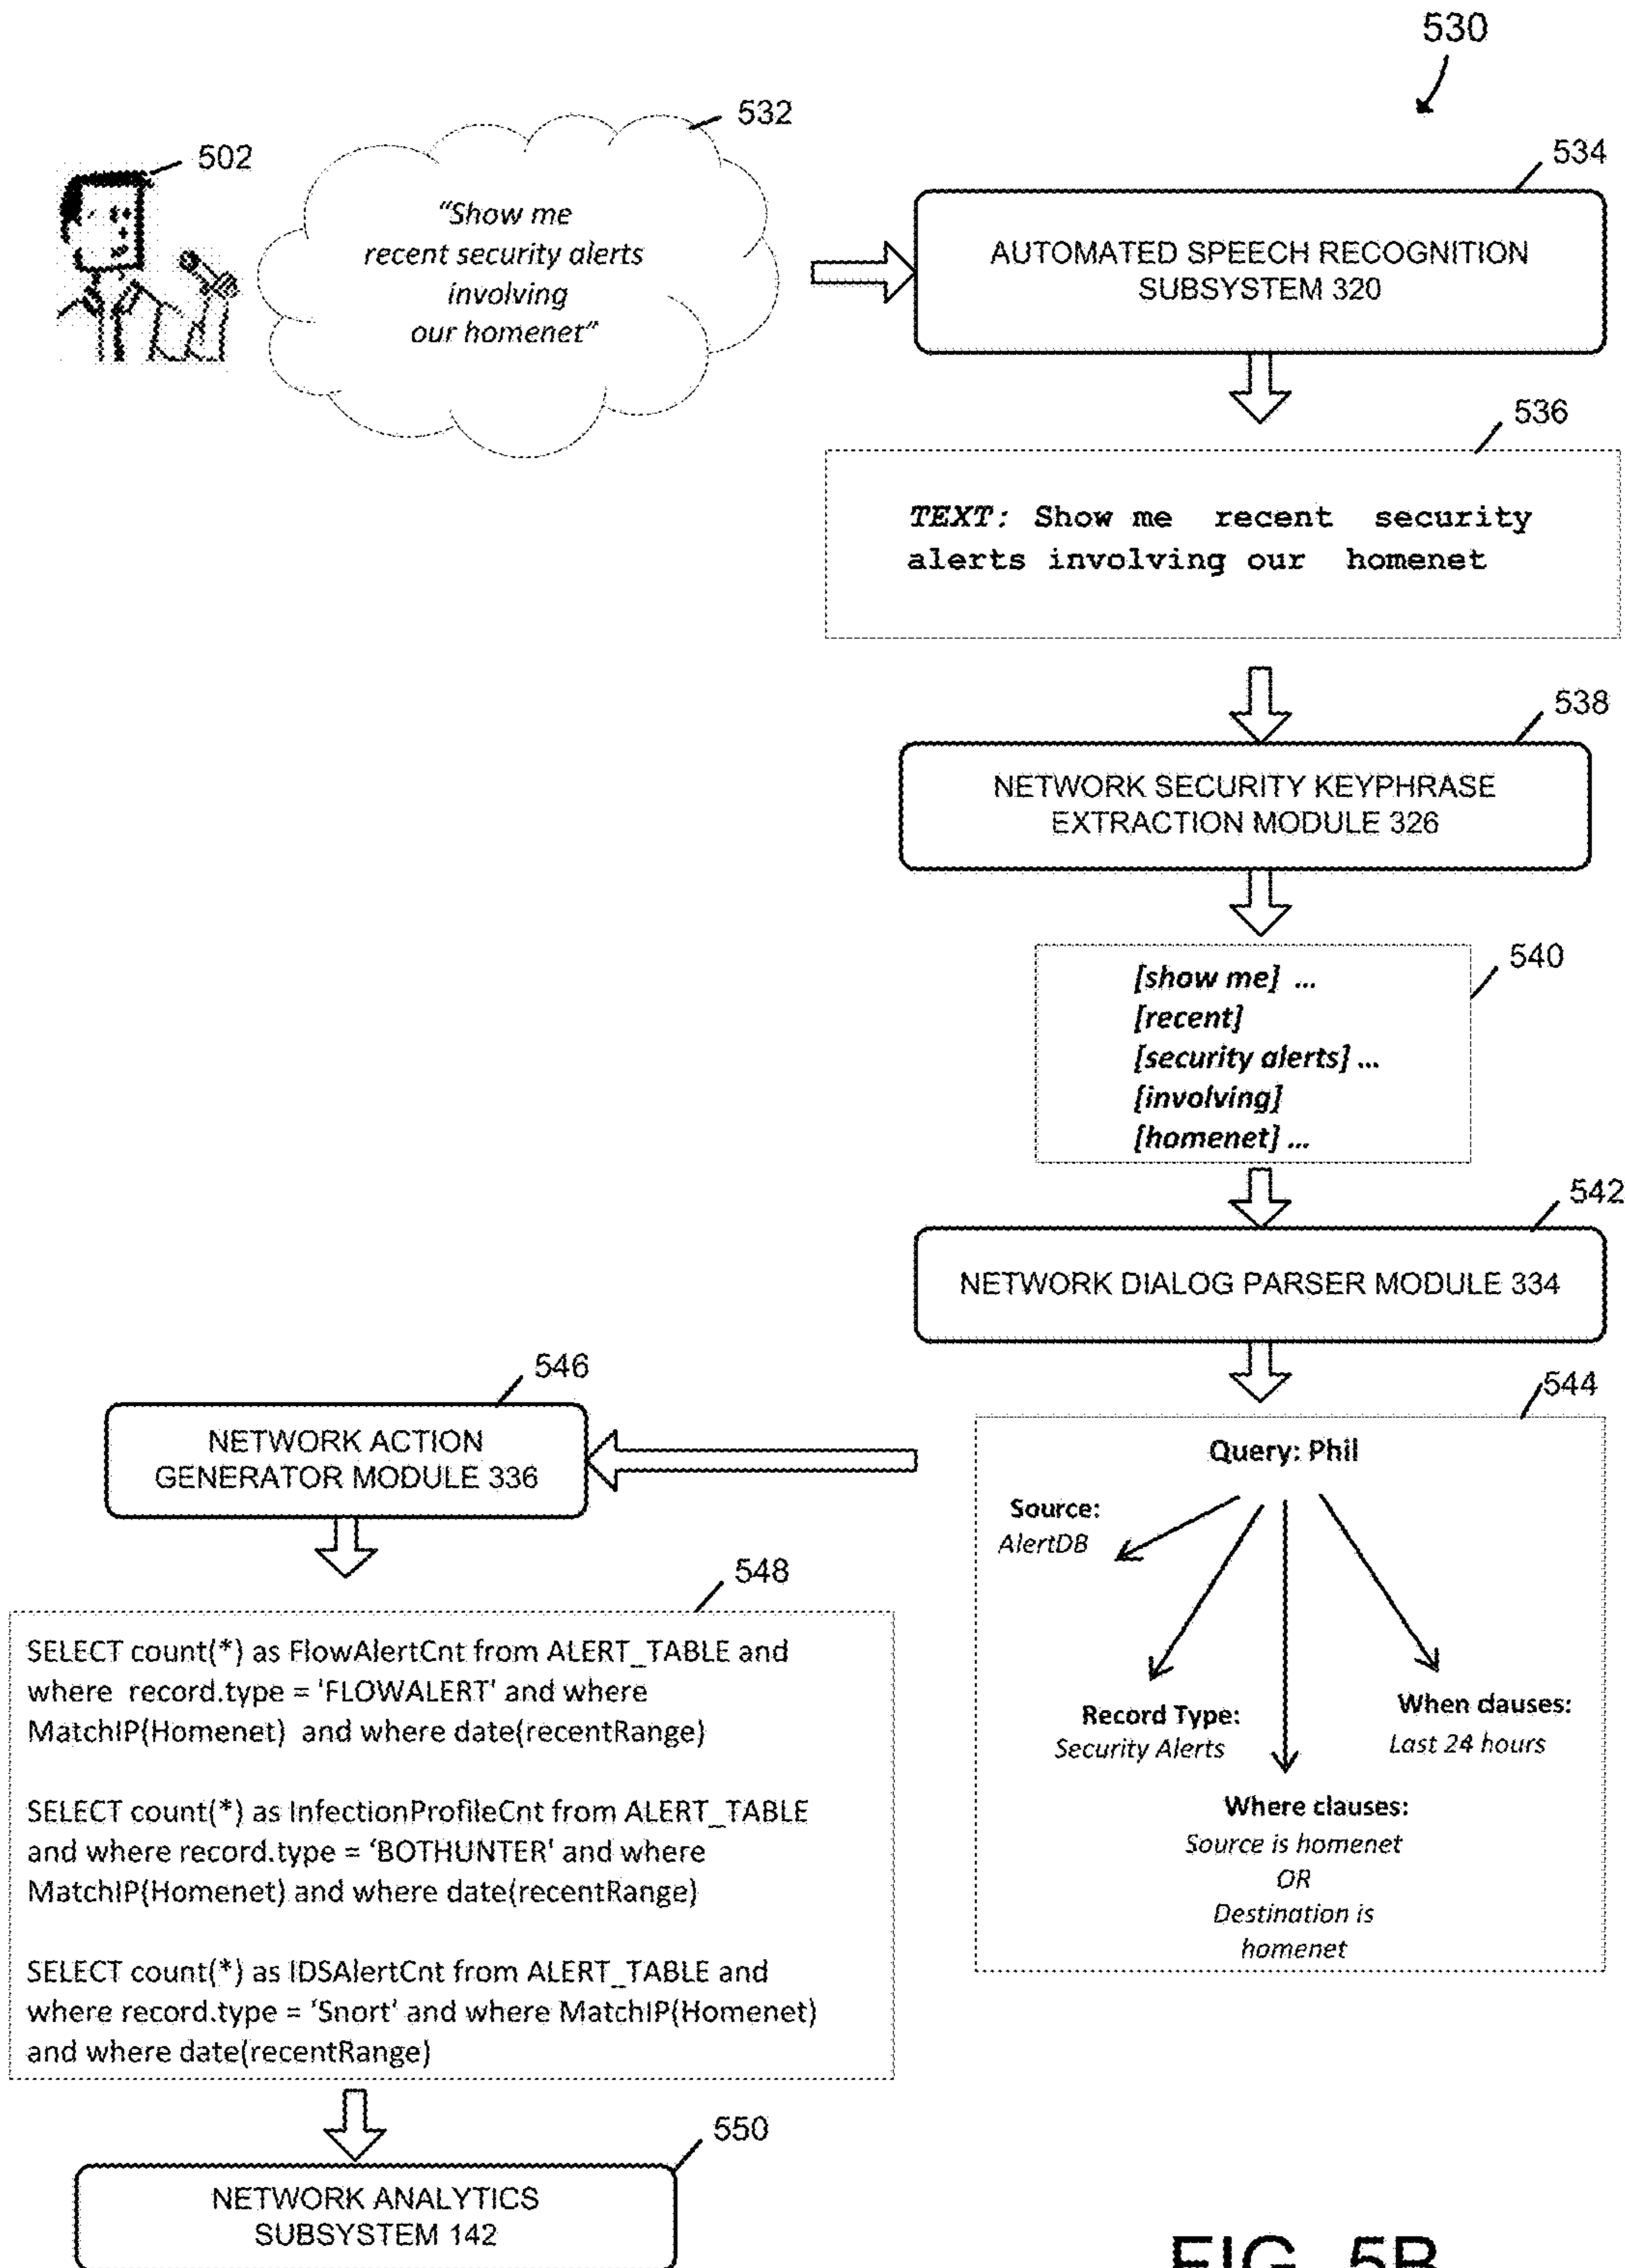 530
532
502
534
"Show me
recent security alerts
involving
our homenet"
AUTOMATED SPEECH RECOGNITION
SUBSYSTEM 320
536
TEXT: Show me recent security
alerts involving our homenet
538
NETWORK SECURITY KEYPHRASE
EXTRACTION MODULE 326
540
[show me] ...
[recent]
[security alerts] ...
[involving]
[homenet] ...
542
NETWORK DIALOG PARSER MODULE 334
544
Query: Phil
Source:
AlertDB
Record Type:
Security Alerts
Where clauses:
Source is homenet
OR
Destination is
homenet
When clauses:
Last 24 hours
546
NETWORK ACTION
GENERATOR MODULE 336
548
SELECT count(*) as FlowAlertCnt from ALERT_TABLE and
where record.type = 'FLOWALERT' and where
MatchIP(Homenet) and where date(recentRange)
SELECT count(*) as InfectionProfileCnt from ALERT_TABLE
and where record.type = 'BOTHUNTER' and where
MatchIP(Homenet) and where date(recentRange)
SELECT count(*) as IDSAlertCnt from ALERT_TABLE and
where record.type = 'Snort' and where MatchIP(Homenet)
and where date(recentRange)
550
NETWORK ANALYTICS
SUBSYSTEM 142
FIG. 5B